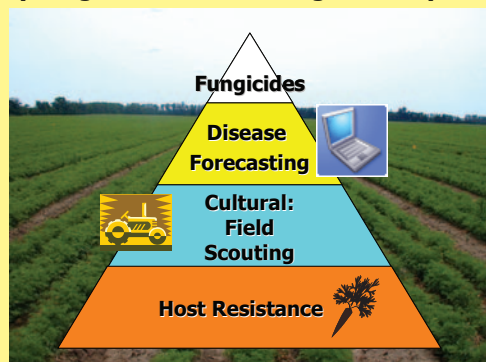 Fungicides
Disease
Forecasting
Cultural:
Field
Scouting
Host Resistance